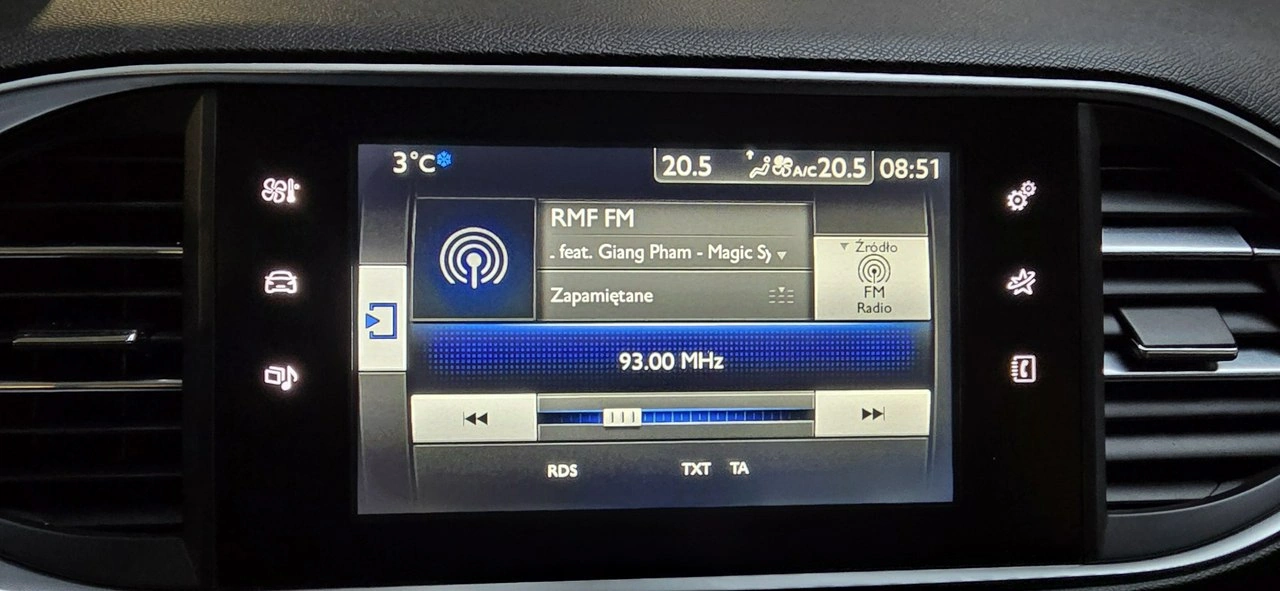 3°C
20.5 A/C 20.5 08:51
RMF FM
. feat. Giang Pham - Magic Sy
Zapamiętane
Źródło
FM
Radio
93.00 MHz
RDS TXT TA